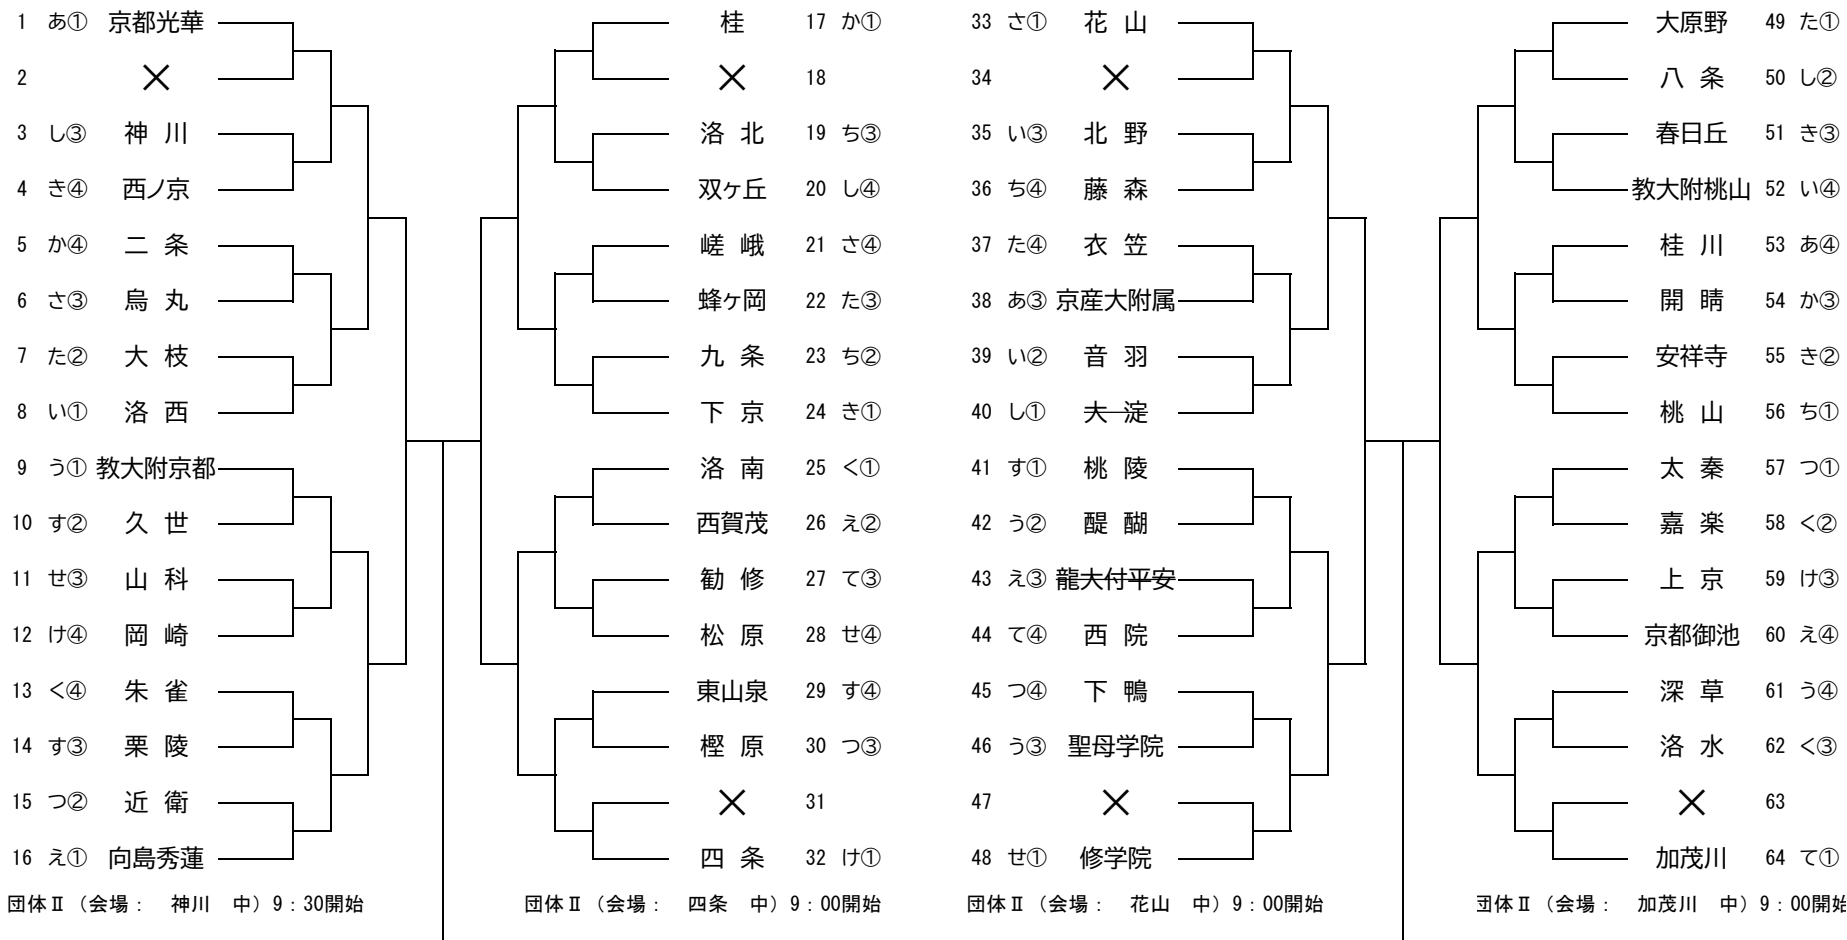 1 あ① 京都光華
2 ×
3 し③ 神 川
4 き④ 西ノ京
5 か④ 二 条
6 さ③ 烏 丸
7 た② 大 枝
8 い① 洛 西
9 う① 教大附京都
10 す② 久 世
11 せ③ 山 科
12 け④ 岡 崎
13 く④ 朱 雀
14 す③ 栗 陵
15 つ② 近 衛
16 え① 向島秀蓮
団体Ⅱ（会場： 神川 中）9：30開始
桂 17 か①
× 18
洛 北 19 ち③
双ヶ丘 20 し④
嵯 峨 21 さ④
蜂ヶ岡 22 た③
九 条 23 ち②
下 京 24 き①
洛 南 25 く①
西賀茂 26 え②
勧 修 27 て③
松 原 28 せ④
東山泉 29 す④
樫 原 30 つ③
× 31
四 条 32 け①
団体Ⅱ（会場： 四条 中）9：00開始
33 さ① 花 山
34 ×
35 い③ 北 野
36 ち④ 藤 森
37 た④ 衣 笠
38 あ③ 京産大附属
39 い② 音 羽
40 し① 大 淀
41 す① 桃 陵
42 う② 醍 醐
43 え③ 龍大付平安
44 て④ 西 院
45 つ④ 下 鴨
46 う③ 聖母学院
47 ×
48 せ① 修学院
団体Ⅱ（会場： 花山 中）9：00開始
大原野 49 た①
八 条 50 し②
春日丘 51 き③
教大附桃山 52 い④
桂 川 53 あ④
開 晴 54 か③
安祥寺 55 き②
桃 山 56 ち①
太 秦 57 つ①
嘉 楽 58 く②
上 京 59 け③
京都御池 60 え④
深 草 61 う④
洛 水 62 く③
× 63
加茂川 64 て①
団体Ⅱ（会場： 加茂川 中）9：00開始